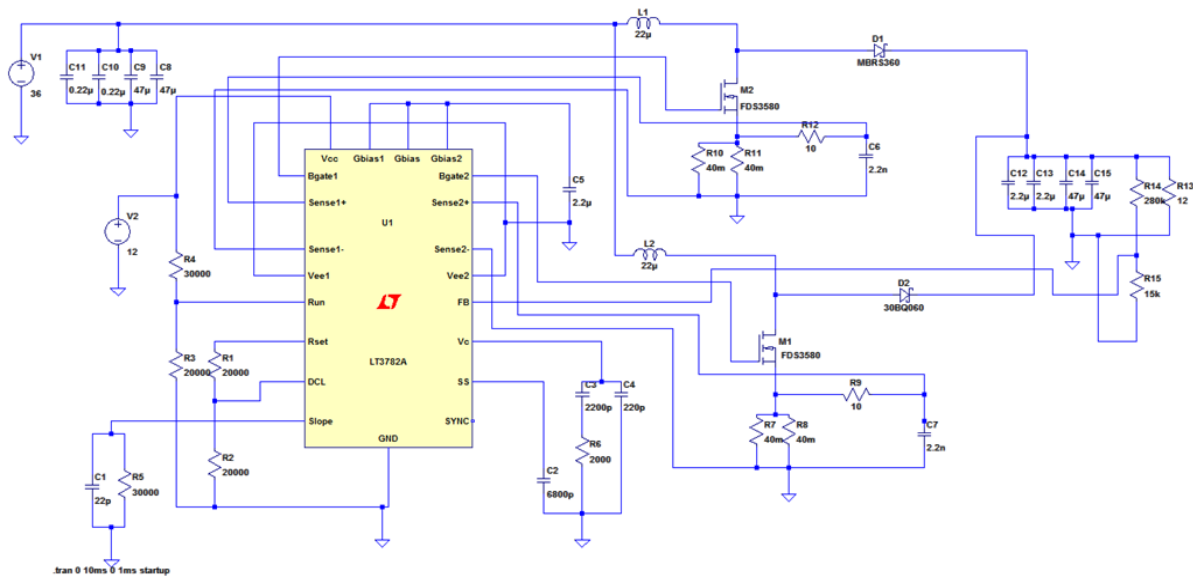 L1
22µ
V1
36
C11
0.22µ
C10
0.22µ
C9
47µ
C8
47µ
D1
MBRS360
M2
FDS3580
R12
10
C6
2.2n
R10
40m
R11
40m
Vcc
Gbias1
Gbias
Gbias2
Bgate1
Bgate2
Sense1+
Sense2+
U1
Sense1-
Sense2-
Vee1
Vee2
Run
FB
Rset
Vc
LT3782A
DCL
SS
Slope
SYNC
GND
C5
2.2µ
V2
12
R4
30000
R3
20000
R1
20000
R2
20000
C1
22p
R5
30000
C2
6800p
C3
2200p
C4
220p
R6
2000
L2
22µ
D2
30BQ060
M1
FDS3580
R9
10
C7
2.2n
R7
40m
R8
40m
C12
2.2µ
C13
2.2µ
C14
47µ
C15
47µ
R14
280k
R13
12
R15
15k
.tran 0 10ms 0 1ms startup